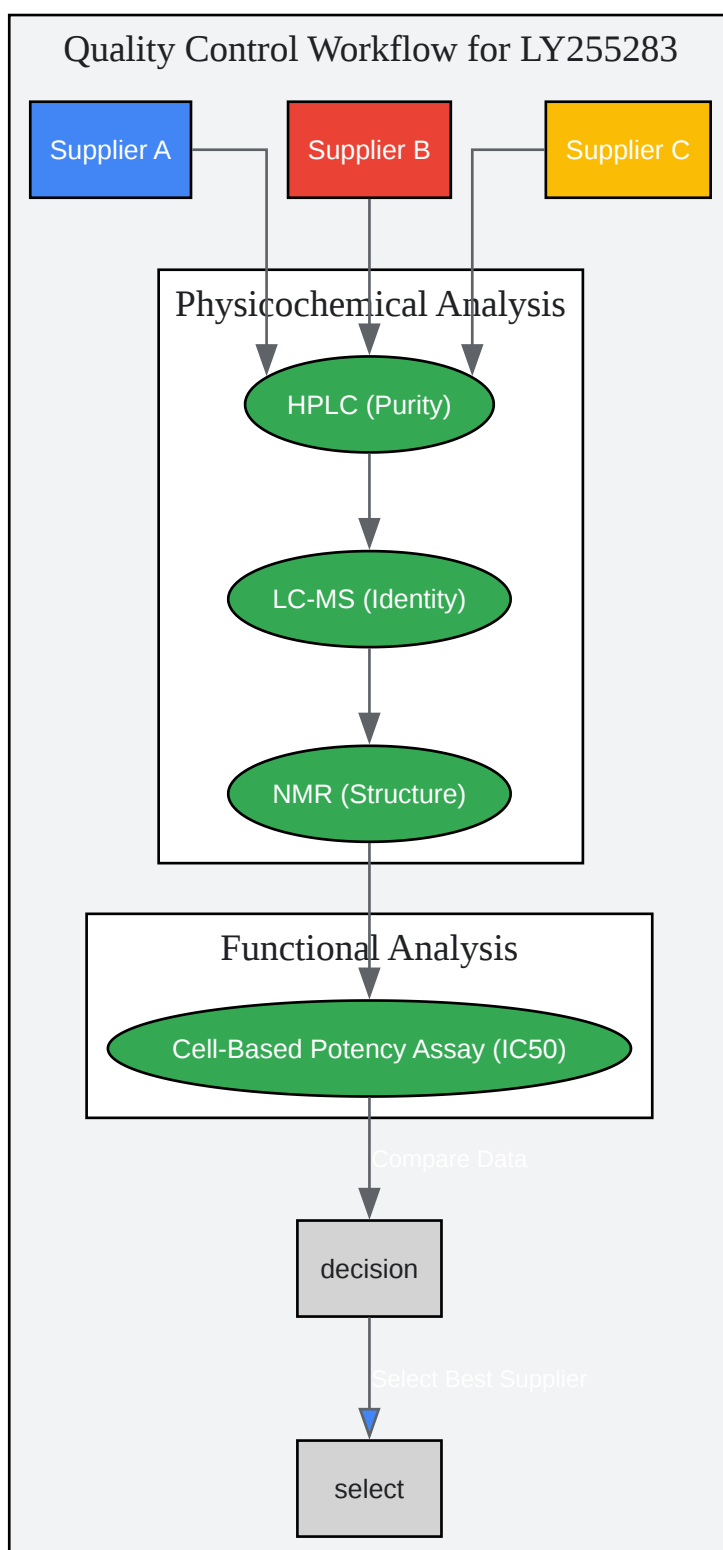 Quality Control Workflow for LY255283
Supplier A
Supplier B
Supplier C
Physicochemical Analysis
HPLC (Purity)
LC-MS (Identity)
NMR (Structure)
Functional Analysis
Cell-Based Potency Assay (IC50)
Compare Data
decision
Select Best Supplier
select